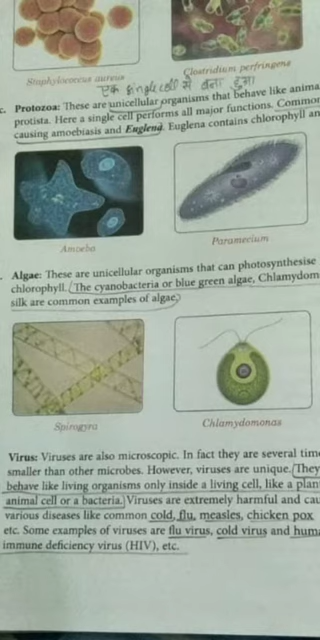 Staphylococcus aureus
Clostridium perfringens
एक single cell से बना हुआ
Protozoa: These are unicellular organisms that behave like anima
protista. Here a single cell performs all major functions. Common
causing amoebiasis and Euglena. Euglena contains chlorophyll an
Amoeba
Paramecium
Algae: These are unicellular organisms that can photosynthesise
chlorophyll. (The cyanobacteria or blue green algae, Chlamydom
silk are common examples of algae.)
Spirogyra
Chlamydomonas
Virus: Viruses are also microscopic. In fact they are several time
smaller than other microbes. However, viruses are unique. (They
behave like living organisms only inside a living cell, like a plan
animal cell or a bacteria.) Viruses are extremely harmful and cau
various diseases like common cold, flu, measles, chicken pox
etc. Some examples of viruses are flu virus, cold virus and huma
immune deficiency virus (HIV), etc.